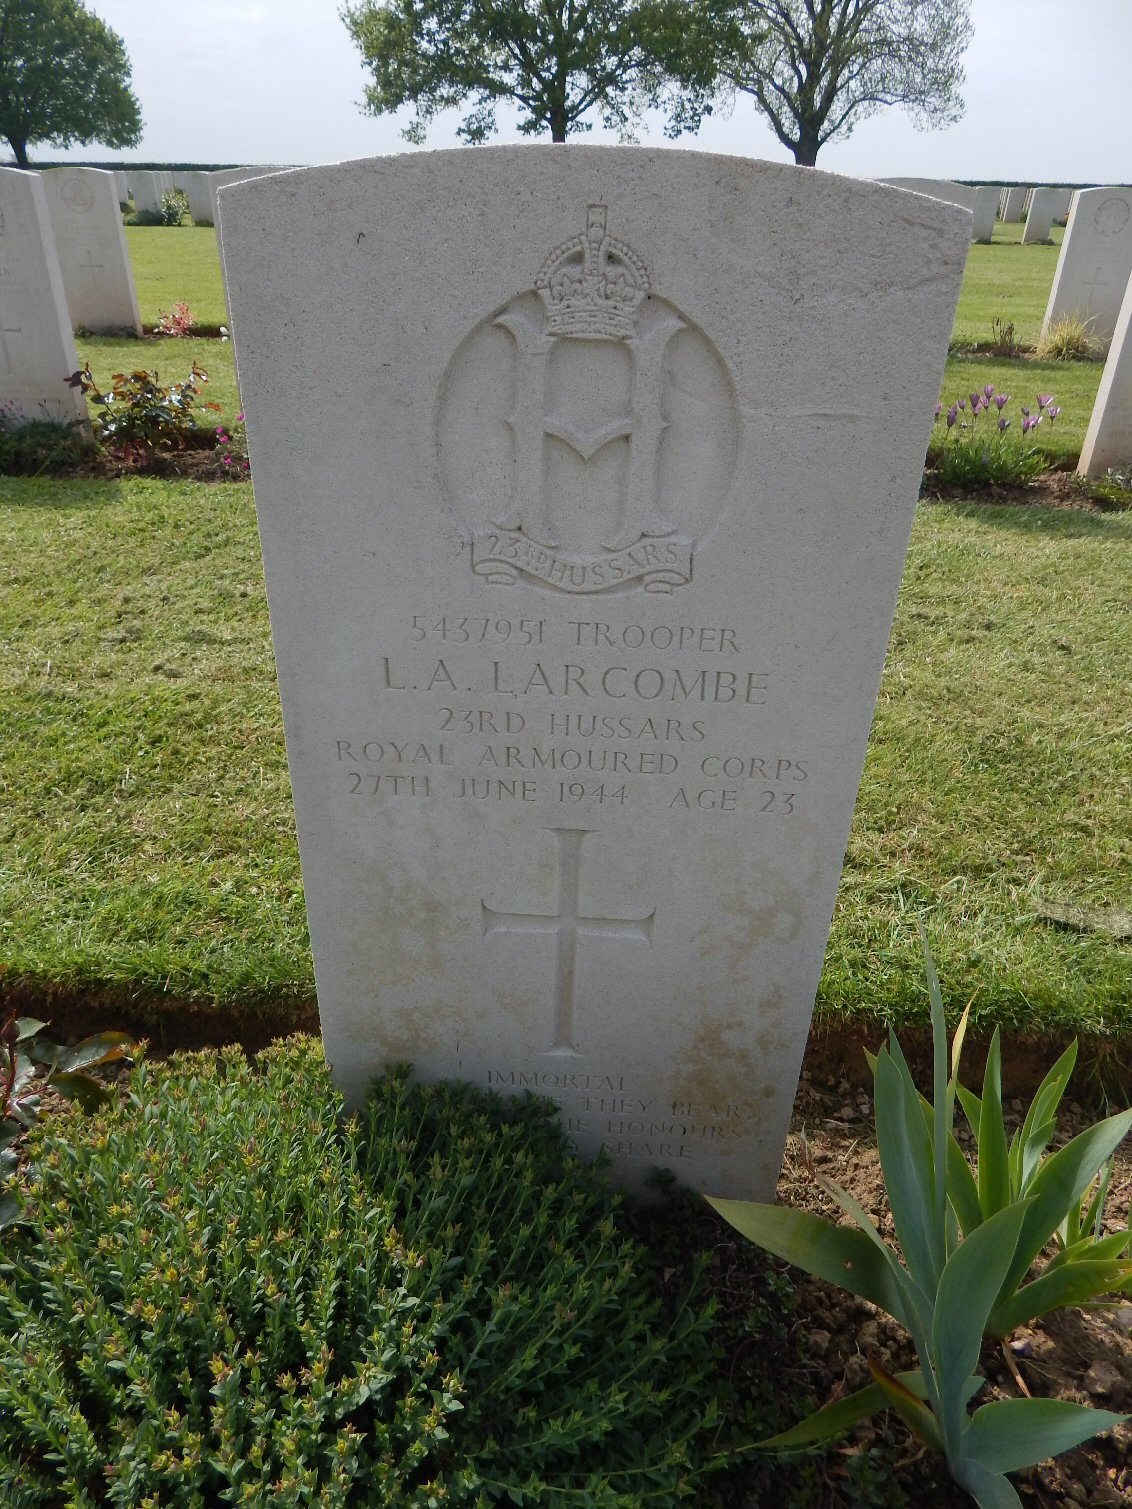 23RD HUSSARS
5437951 TROOPER
L.A. LARCOMBE
23RD HUSSARS
ROYAL ARMOURED CORPS
27TH JUNE 1944 AGE 23
IMMORTAL
THEY BEAR
HONOURS
SHARE